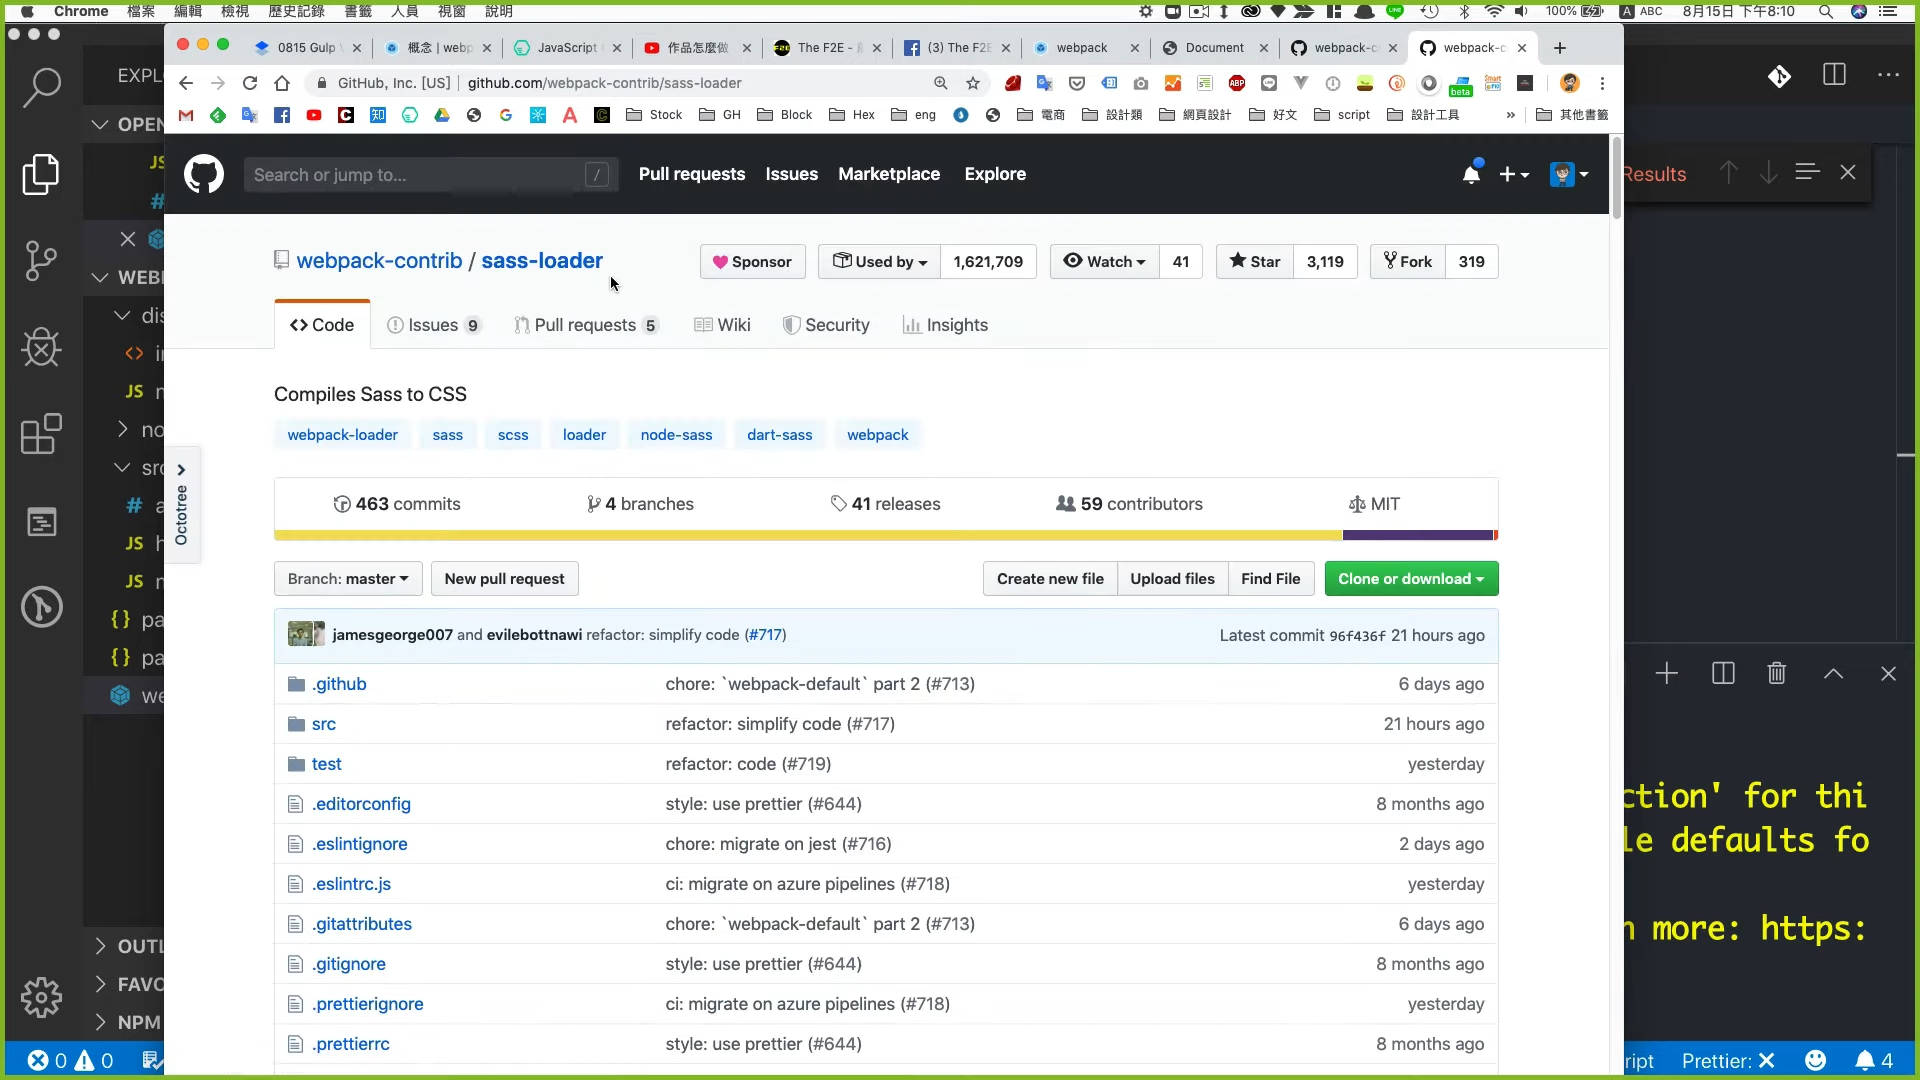 Chrome 檔案 編輯 檢視 歷史記錄 書籤 人員 視窗 說明 100% A ABC 8月15日 下午8:10
0815 Gulp 概念 | webp JavaScript 作品怎麼做 The F2E - (3) The F2E webpack Document webpack-c webpack-c
GitHub, Inc. [US] github.com/webpack-contrib/sass-loader
beta
Stock GH Block Hex eng 電商 設計類 網頁設計 好文 script 設計工具 » 其他書籤
EXPL
OPEN
JS
#
WEBP
dis
JS
no
src
# a
JS h
JS
{} pa
{} pa
we
OUTL
FAVO
NPM
0 0
Search or jump to... /
Pull requests Issues Marketplace Explore
Results
webpack-contrib / sass-loader
Sponsor Used by 1,621,709 Watch 41 Star 3,119 Fork 319
Code Issues 9 Pull requests 5 Wiki Security Insights
Compiles Sass to CSS
webpack-loader sass scss loader node-sass dart-sass webpack
Octotree
463 commits 4 branches 41 releases 59 contributors MIT
Branch: master New pull request Create new file Upload files Find File Clone or download
jamesgeorge007 and evilebottnawi refactor: simplify code (#717) Latest commit 96f436f 21 hours ago
.github chore: `webpack-default` part 2 (#713) 6 days ago
src refactor: simplify code (#717) 21 hours ago
test refactor: code (#719) yesterday
.editorconfig style: use prettier (#644) 8 months ago
.eslintignore chore: migrate on jest (#716) 2 days ago
.eslintrc.js ci: migrate on azure pipelines (#718) yesterday
.gitattributes chore: `webpack-default` part 2 (#713) 6 days ago
.gitignore style: use prettier (#644) 8 months ago
.prettierignore ci: migrate on azure pipelines (#718) yesterday
.prettierrc style: use prettier (#644) 8 months ago
ction' for thi
le defaults fo
n more: https:
ript Prettier: 4